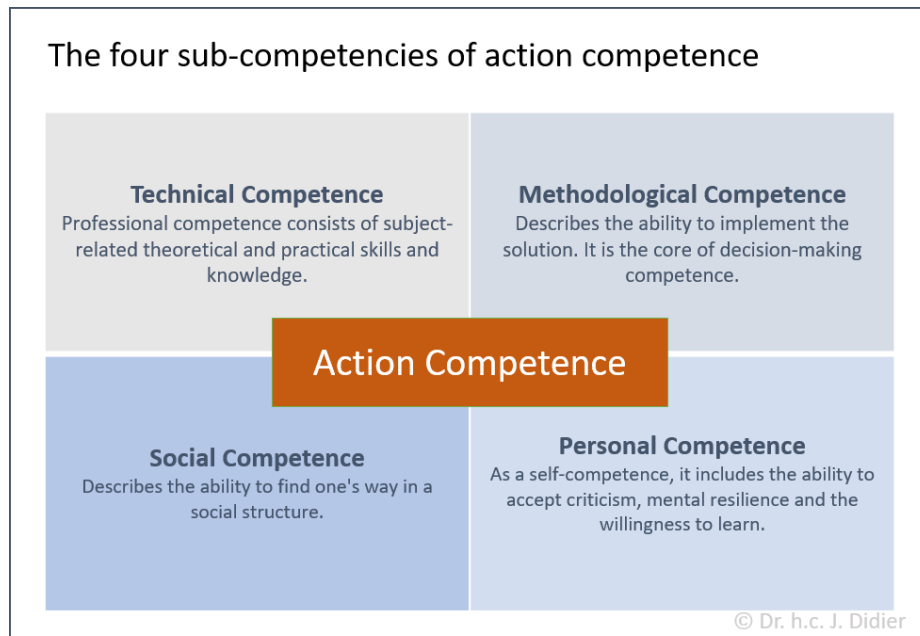 The four sub-competencies of action competence
Technical Competence
Professional competence consists of subject-
related theoretical and practical skills and
knowledge.
Methodological Competence
Describes the ability to implement the
solution. It is the core of decision-making
competence.
Action Competence
Social Competence
Describes the ability to find one's way in a
social structure.
Personal Competence
As a self-competence, it includes the ability to
accept criticism, mental resilience and the
willingness to learn.
© Dr. h.c. J. Didier